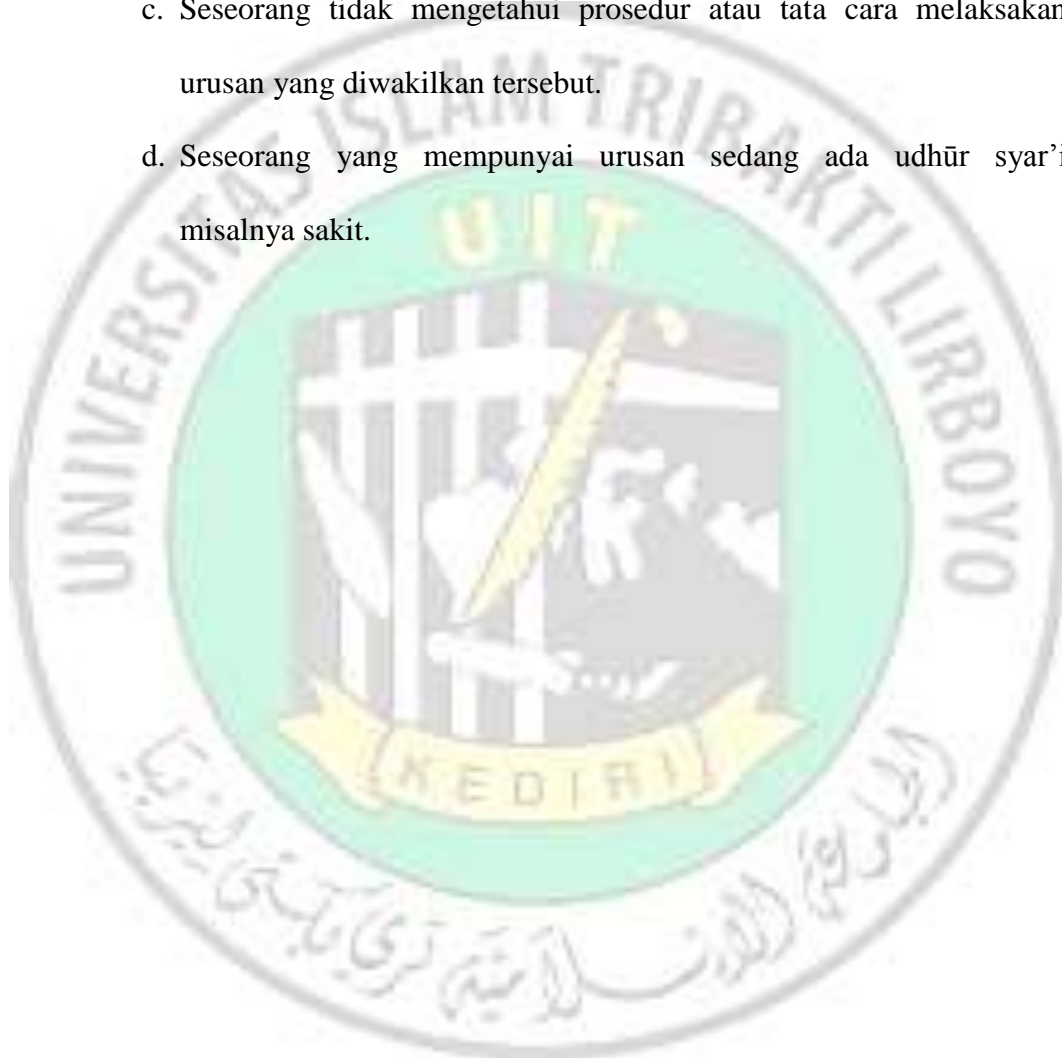 c. Seseorang tidak mengetahui prosedur atau tata cara melaksakan
urusan yang diwakilkan tersebut.
d. Seseorang yang mempunyai urusan sedang ada udhūr syar’i
misalnya sakit.
UNIVERSITAS ISLAM TRIBAKTI LIRBOYO
UIT
KEDIRI